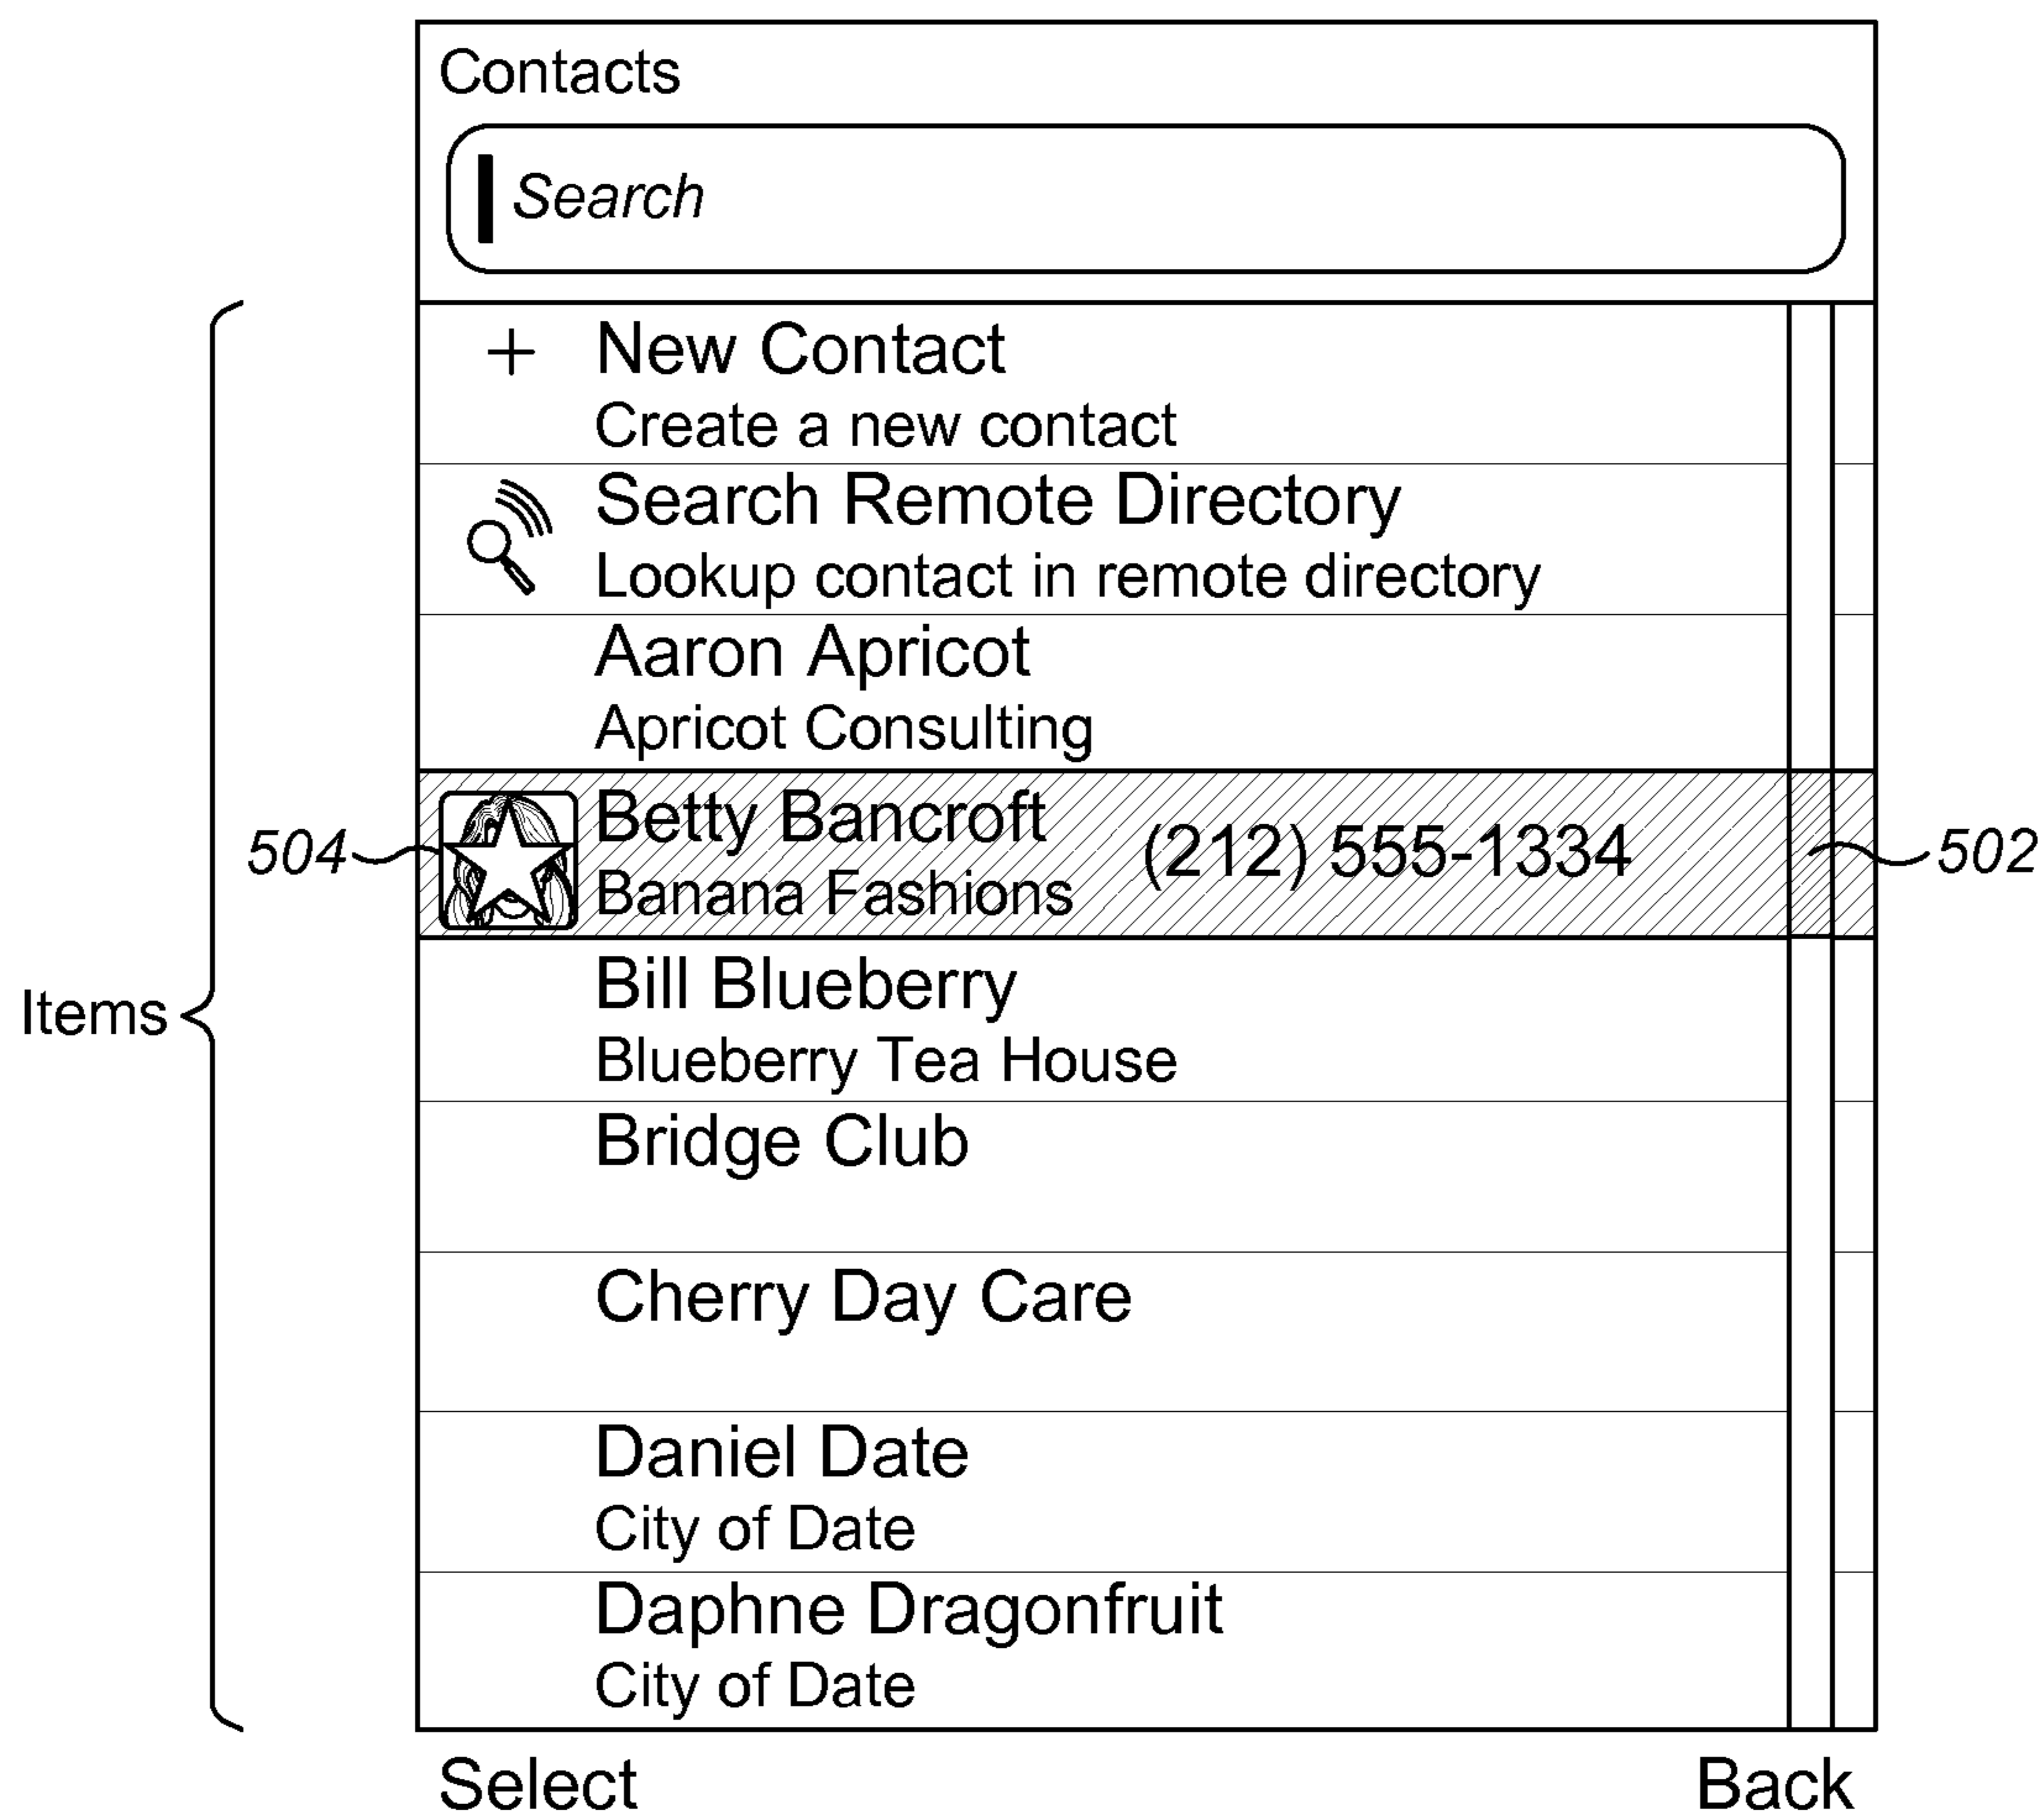 Contacts
Search
+ New Contact
Create a new contact
Search Remote Directory
Lookup contact in remote directory
Aaron Apricot
Apricot Consulting
504
Betty Bancroft
(212) 555-1334
Banana Fashions
502
Items
Bill Blueberry
Blueberry Tea House
Bridge Club
Cherry Day Care
Daniel Date
City of Date
Daphne Dragonfruit
City of Date
Select
Back